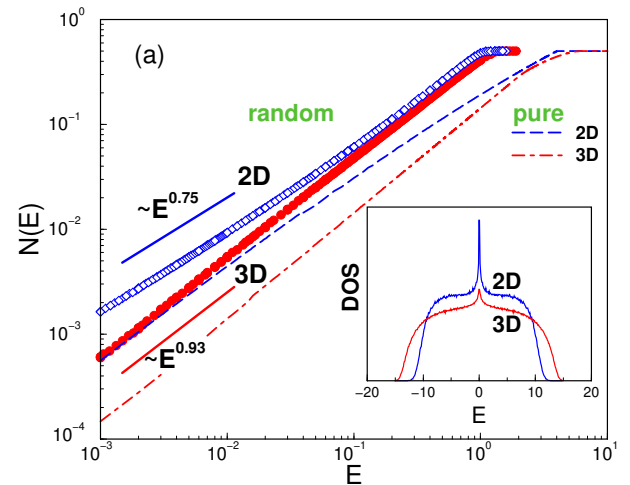 (a)
random
pure
2D
3D
2D
~E^0.75
3D
~E^0.93
N(E)
10^0
10^-1
10^-2
10^-3
10^-4
10^-3
10^-2
10^-1
10^0
10^1
E
DOS
2D
3D
−20
−10
0
10
20
E